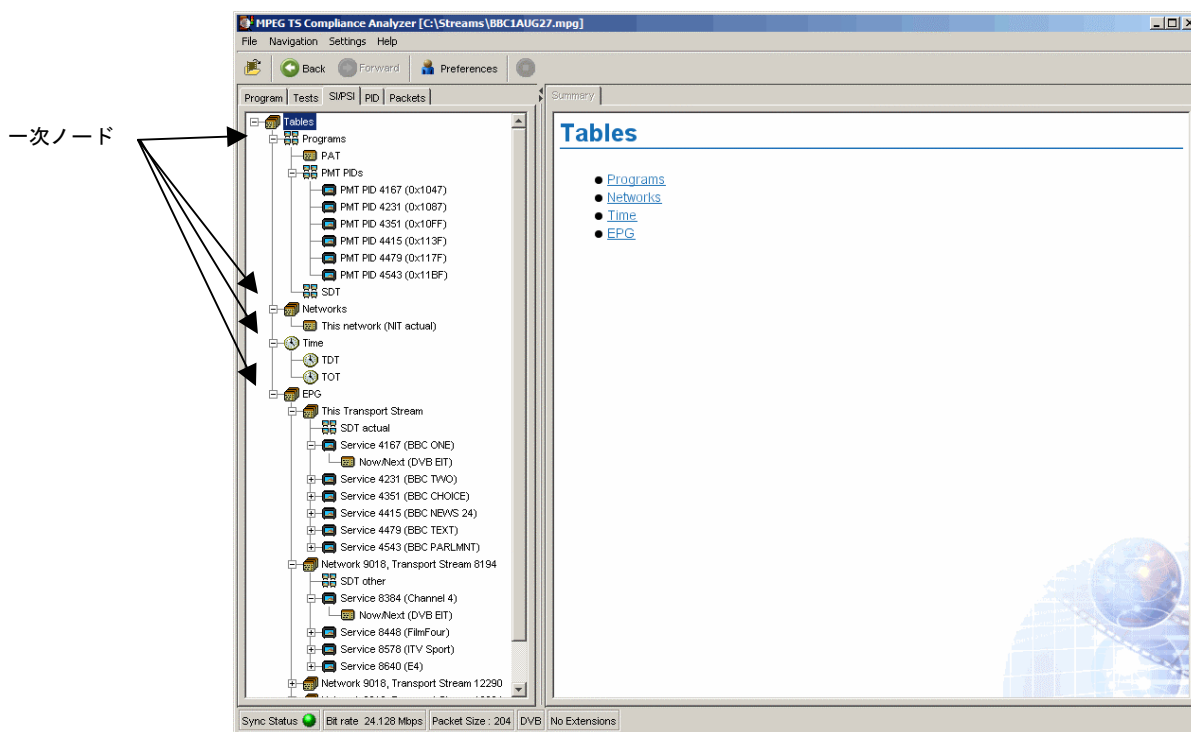 MPEG TS Compliance Analyzer [C:\Streams\BBC1AUG27.mpg]
File Navigation Settings Help
Back Forward Preferences
Program Tests SI/PSI PID Packets
Summary
一次ノード
Tables
Programs
PAT
PMT PIDs
PMT PID 4167 (0x1047)
PMT PID 4231 (0x1087)
PMT PID 4351 (0x10FF)
PMT PID 4415 (0x113F)
PMT PID 4479 (0x117F)
PMT PID 4543 (0x11BF)
SDT
Networks
This network (NIT actual)
Time
TDT
TOT
EPG
This Transport Stream
SDT actual
Service 4167 (BBC ONE)
Now/Next (DVB EIT)
Service 4231 (BBC TWO)
Service 4351 (BBC CHOICE)
Service 4415 (BBC NEWS 24)
Service 4479 (BBC TEXT)
Service 4543 (BBC PARLMNT)
Network 9018, Transport Stream 8194
SDT other
Service 8384 (Channel 4)
Now/Next (DVB EIT)
Service 8448 (FilmFour)
Service 8578 (ITV Sport)
Service 8640 (E4)
Network 9018, Transport Stream 12290
Tables
Programs
Networks
Time
EPG
Sync Status Bit rate 24.128 Mbps Packet Size : 204 DVB No Extensions